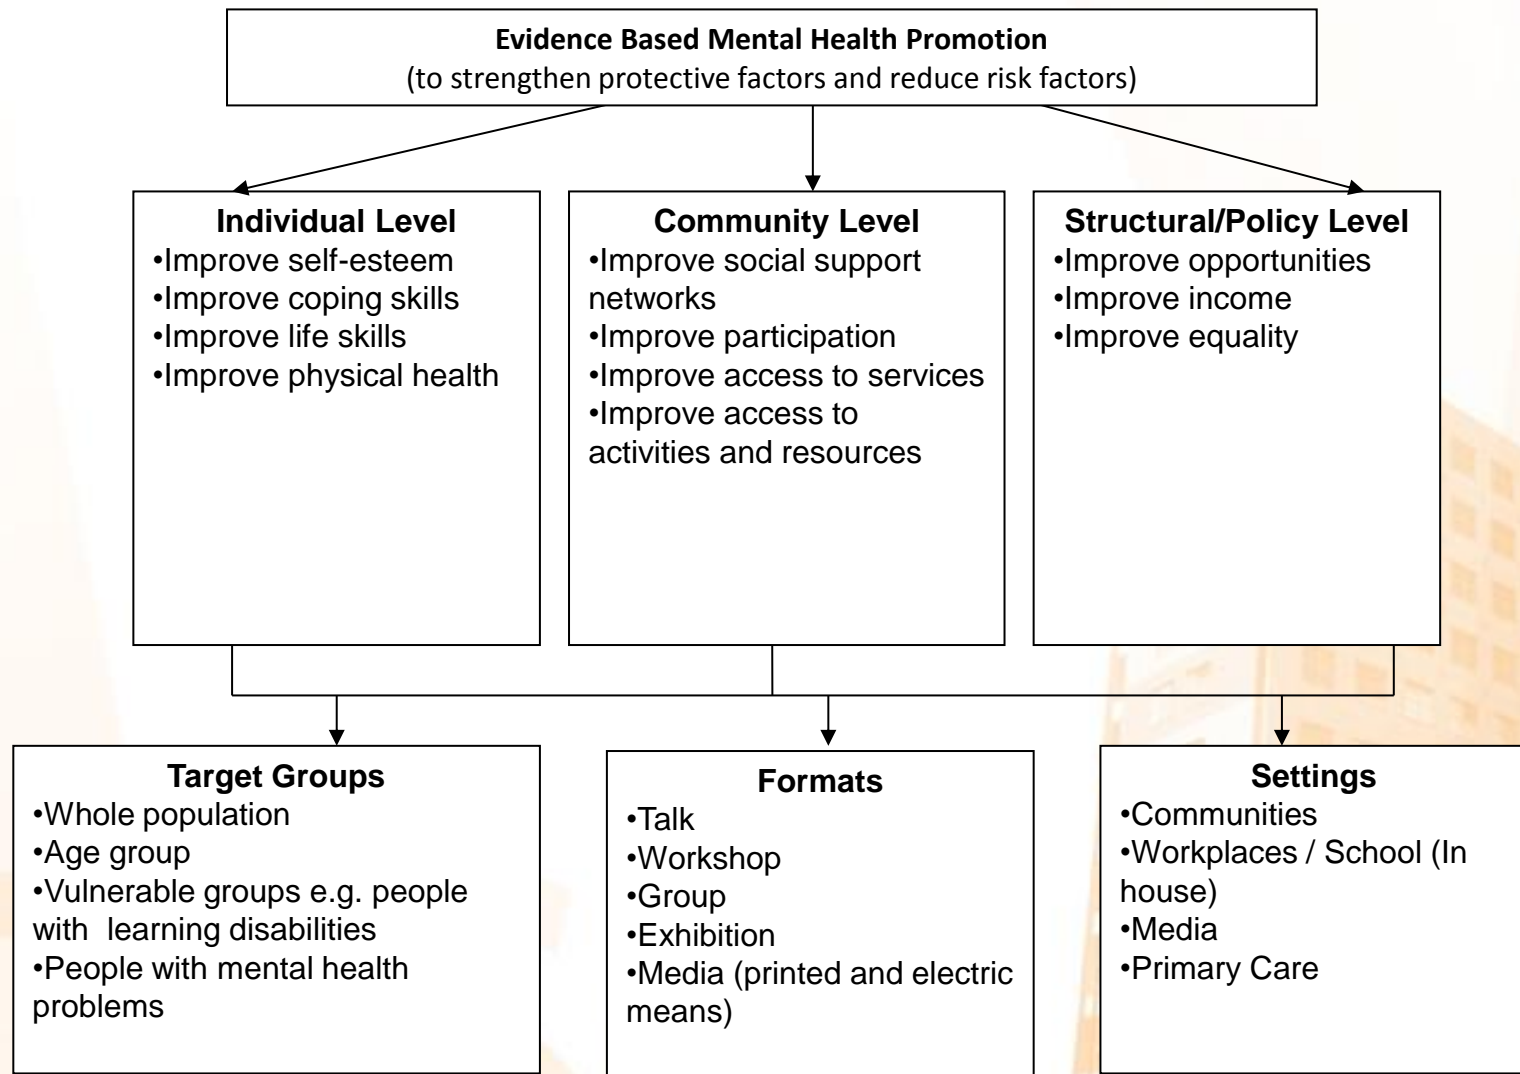 Evidence Based Mental Health Promotion
(to strengthen protective factors and reduce risk factors)
Individual Level
•Improve self-esteem
•Improve coping skills
•Improve life skills
•Improve physical health
Community Level
•Improve social support
networks
•Improve participation
•Improve access to services
•Improve access to
activities and resources
Structural/Policy Level
•Improve opportunities
•Improve income
•Improve equality
Target Groups
•Whole population
•Age group
•Vulnerable groups e.g. people
with  learning disabilities
•People with mental health
problems
Formats
•Talk
•Workshop
•Group
•Exhibition
•Media (printed and electric
means)
Settings
•Communities
•Workplaces / School (In
house)
•Media
•Primary Care